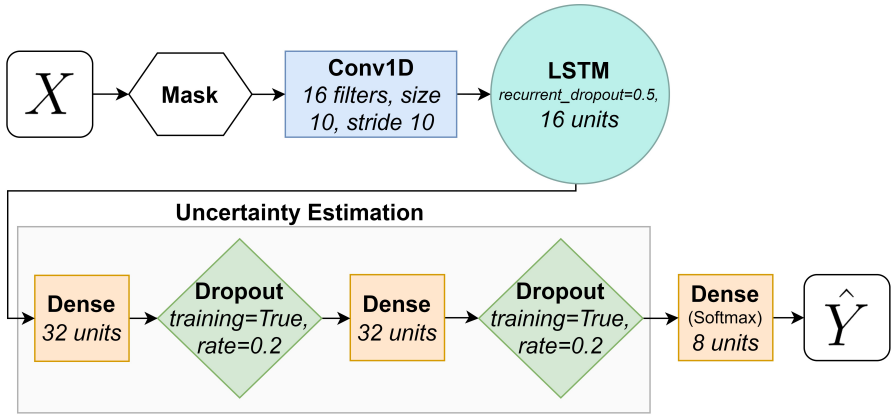 X
Mask
Conv1D
16 filters, size
10, stride 10
LSTM
recurrent_dropout=0.5,
16 units
Uncertainty Estimation
Dense
32 units
Dropout
training=True,
rate=0.2
Dense
32 units
Dropout
training=True,
rate=0.2
Dense
(Softmax)
8 units
Ŷ